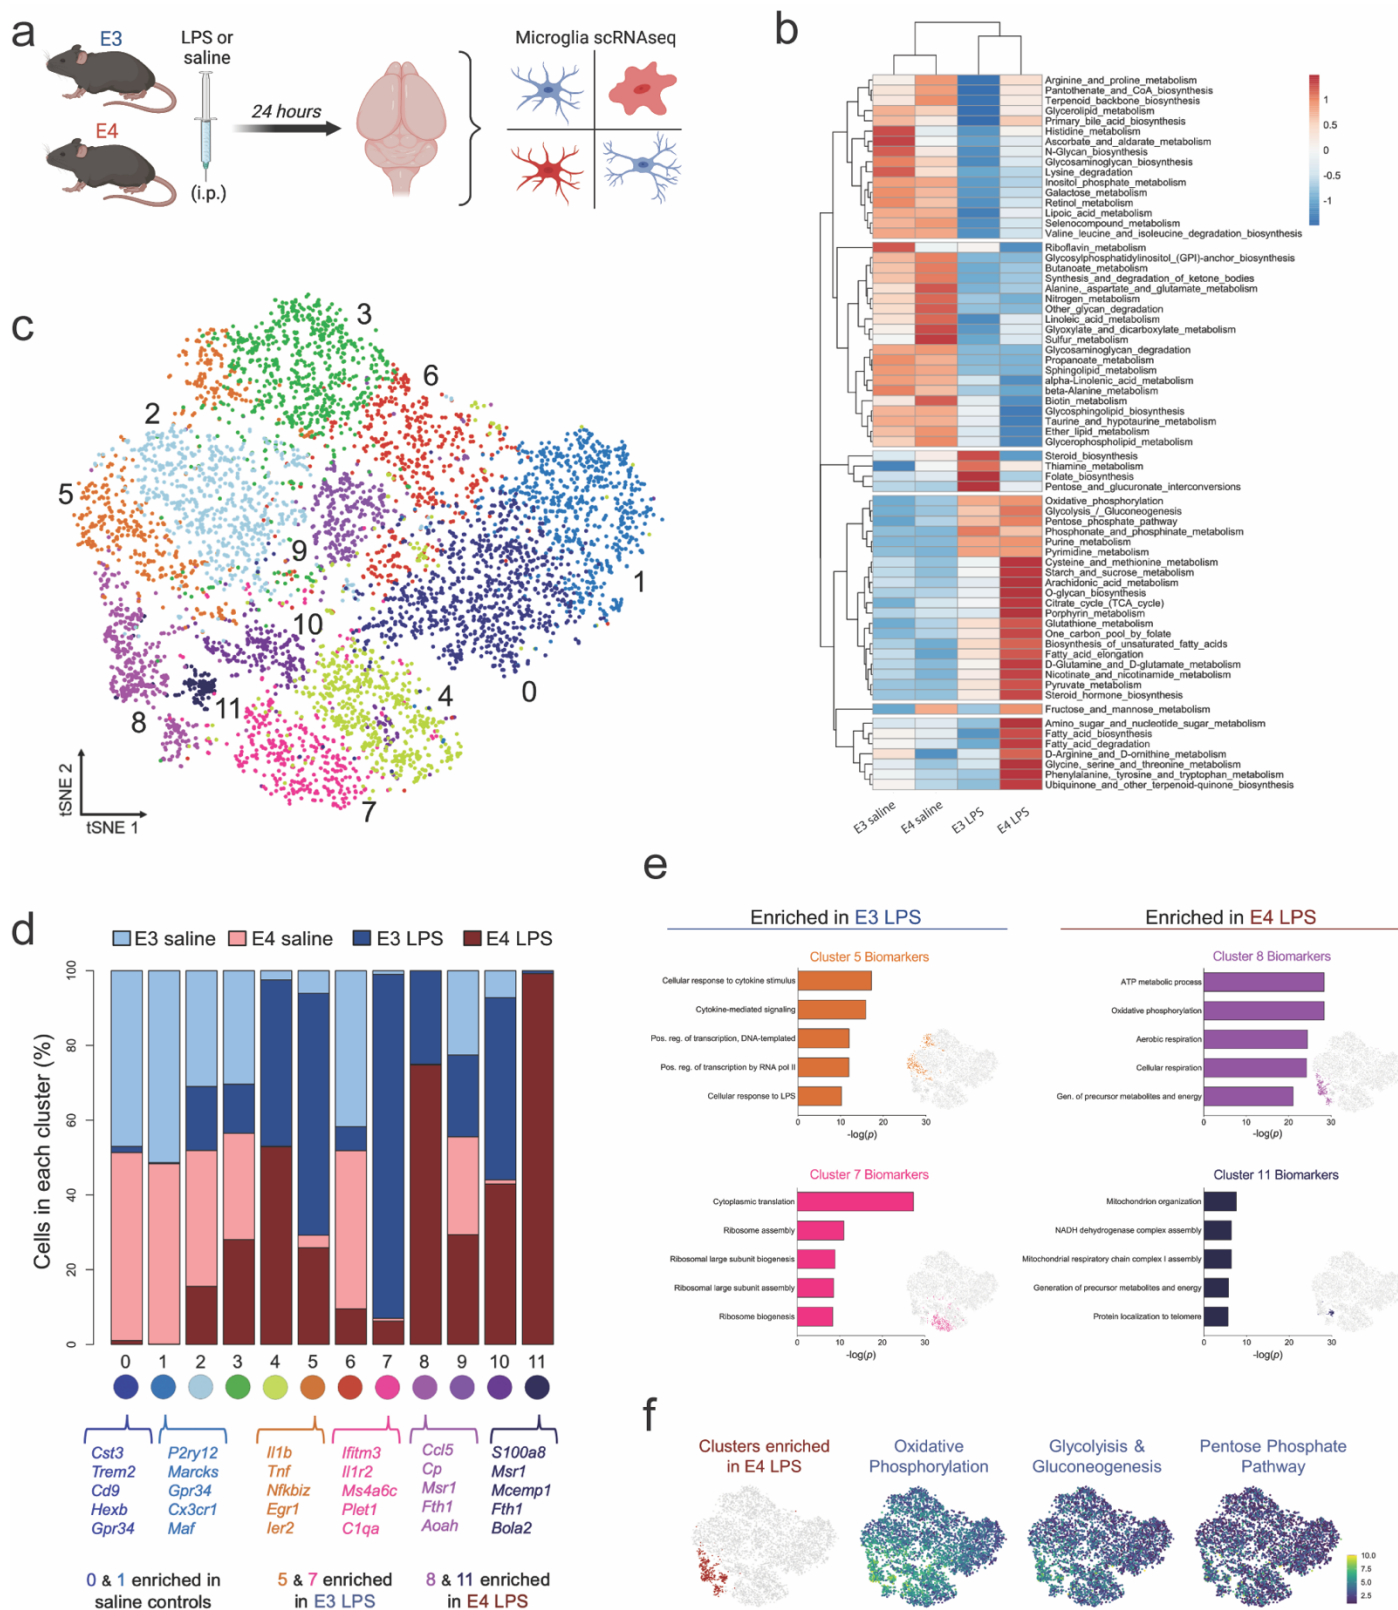 a
E3
E4
LPS or
saline
(i.p.)
24 hours
Microglia scRNAseq
b
Arginine_and_proline_metabolism
Pantothenate_and_CoA_biosynthesis
Terpenoid_backbone_biosynthesis
Glycerolipid_metabolism
Primary_bile_acid_biosynthesis
Histidine_metabolism
Ascorbate_and_aldarate_metabolism
N-Glycan_biosynthesis
Glycosaminoglycan_biosynthesis
Lysine_degradation
Inositol_phosphate_metabolism
Galactose_metabolism
Retinol_metabolism
Lipoic_acid_metabolism
Selenocompound_metabolism
Valine_leucine_and_isoleucine_degradation_biosynthesis
Riboflavin_metabolism
Glycosylphosphatidylinositol_(GPI)-anchor_biosynthesis
Butanoate_metabolism
Synthesis_and_degradation_of_ketone_bodies
Alanine,_aspartate_and_glutamate_metabolism
Nitrogen_metabolism
Other_glycan_degradation
Linoleic_acid_metabolism
Glyoxylate_and_dicarboxylate_metabolism
Sulfur_metabolism
Glycosaminoglycan_degradation
Propanoate_metabolism
Sphingolipid_metabolism
alpha-Linolenic_acid_metabolism
beta-Alanine_metabolism
Biotin_metabolism
Glycosphingolipid_biosynthesis
Taurine_and_hypotaurine_metabolism
Ether_lipid_metabolism
Glycerophospholipid_metabolism
Steroid_biosynthesis
Thiamine_metabolism
Folate_biosynthesis
Pentose_and_glucuronate_interconversions
Oxidative_phosphorylation
Glycolysis_/_Gluconeogenesis
Pentose_phosphate_pathway
Phosphonate_and_phosphinate_metabolism
Purine_metabolism
Pyrimidine_metabolism
Cysteine_and_methionine_metabolism
Starch_and_sucrose_metabolism
Arachidonic_acid_metabolism
O-glycan_biosynthesis
Citrate_cycle_(TCA_cycle)
Porphyrin_metabolism
Glutathione_metabolism
One_carbon_pool_by_folate
Biosynthesis_of_unsaturated_fatty_acids
Fatty_acid_elongation
D-Glutamine_and_D-glutamate_metabolism
Nicotinate_and_nicotinamide_metabolism
Pyruvate_metabolism
Steroid_hormone_biosynthesis
Fructose_and_mannose_metabolism
Amino_sugar_and_nucleotide_sugar_metabolism
Fatty_acid_biosynthesis
Fatty_acid_degradation
D-Arginine_and_D-ornithine_metabolism
Glycine,_serine_and_threonine_metabolism
Phenylalanine,_tyrosine_and_tryptophan_metabolism
Ubiquinone_and_other_terpenoid-quinone_biosynthesis
E3 saline
E4 saline
E3 LPS
E4 LPS
1
0.5
0
-0.5
-1
c
3
6
2
5
9
1
10
0
4
11
8
7
tSNE 2
tSNE 1
d
E3 saline
E4 saline
E3 LPS
E4 LPS
Cells in each cluster (%)
100
80
60
40
20
0
0 1 2 3 4 5 6 7 8 9 10 11
Cst3
Trem2
Cd9
Hexb
Gpr34
P2ry12
Marcks
Gpr34
Cx3cr1
Maf
Il1b
Tnf
Nfkbiz
Egr1
Ier2
Ifitm3
Il1r2
Ms4a6c
Plet1
C1qa
Ccl5
Cp
Msr1
Fth1
Aoah
S100a8
Msr1
Mcemp1
Fth1
Bola2
0 & 1 enriched in
saline controls
5 & 7 enriched
in E3 LPS
8 & 11 enriched
in E4 LPS
e
Enriched in E3 LPS
Cluster 5 Biomarkers
Cellular response to cytokine stimulus
Cytokine-mediated signaling
Pos. reg. of transcription, DNA-templated
Pos. reg. of transcription by RNA pol II
Cellular response to LPS
0 10 20 30
-log(p)
Cluster 7 Biomarkers
Cytoplasmic translation
Ribosome assembly
Ribosomal large subunit biogenesis
Ribosomal large subunit assembly
Ribosome biogenesis
0 10 20 30
-log(p)
Enriched in E4 LPS
Cluster 8 Biomarkers
ATP metabolic process
Oxidative phosphorylation
Aerobic respiration
Cellular respiration
Gen. of precursor metabolites and energy
0 10 20 30
-log(p)
Cluster 11 Biomarkers
Mitochondrion organization
NADH dehydrogenase complex assembly
Mitochondrial respiratory chain complex I assembly
Generation of precursor metabolites and energy
Protein localization to telomere
0 10 20 30
-log(p)
f
Clusters enriched
in E4 LPS
Oxidative
Phosphorylation
Glycolyisis &
Gluconeogenesis
Pentose Phosphate
Pathway
10.0
7.5
5.0
2.5